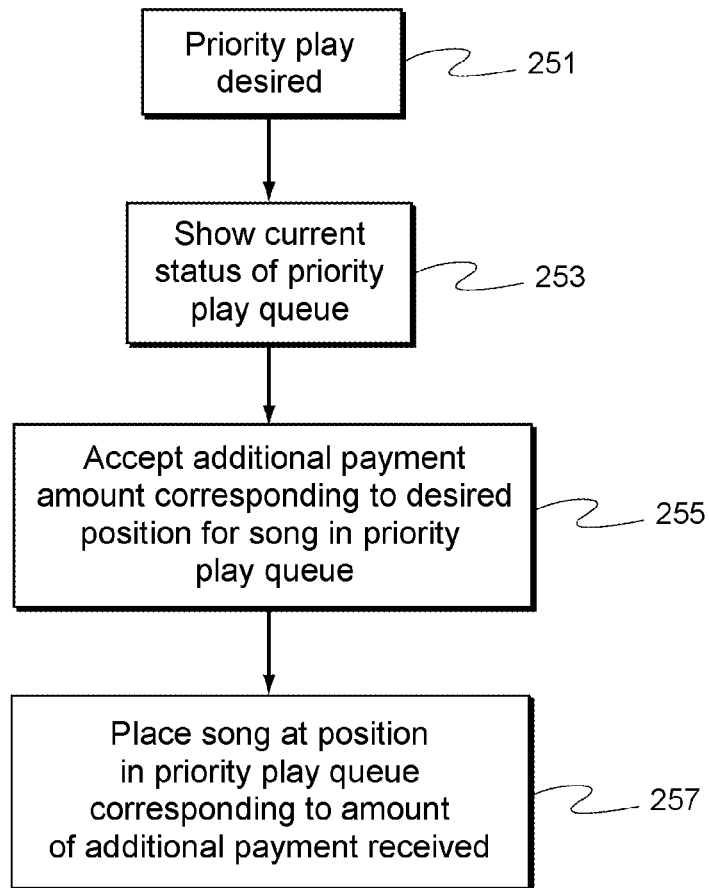 Priority play
desired
251
Show current
status of priority
play queue
253
Accept additional payment
amount corresponding to desired
position for song in priority
play queue
255
Place song at position
in priority play queue
corresponding to amount
of additional payment received
257